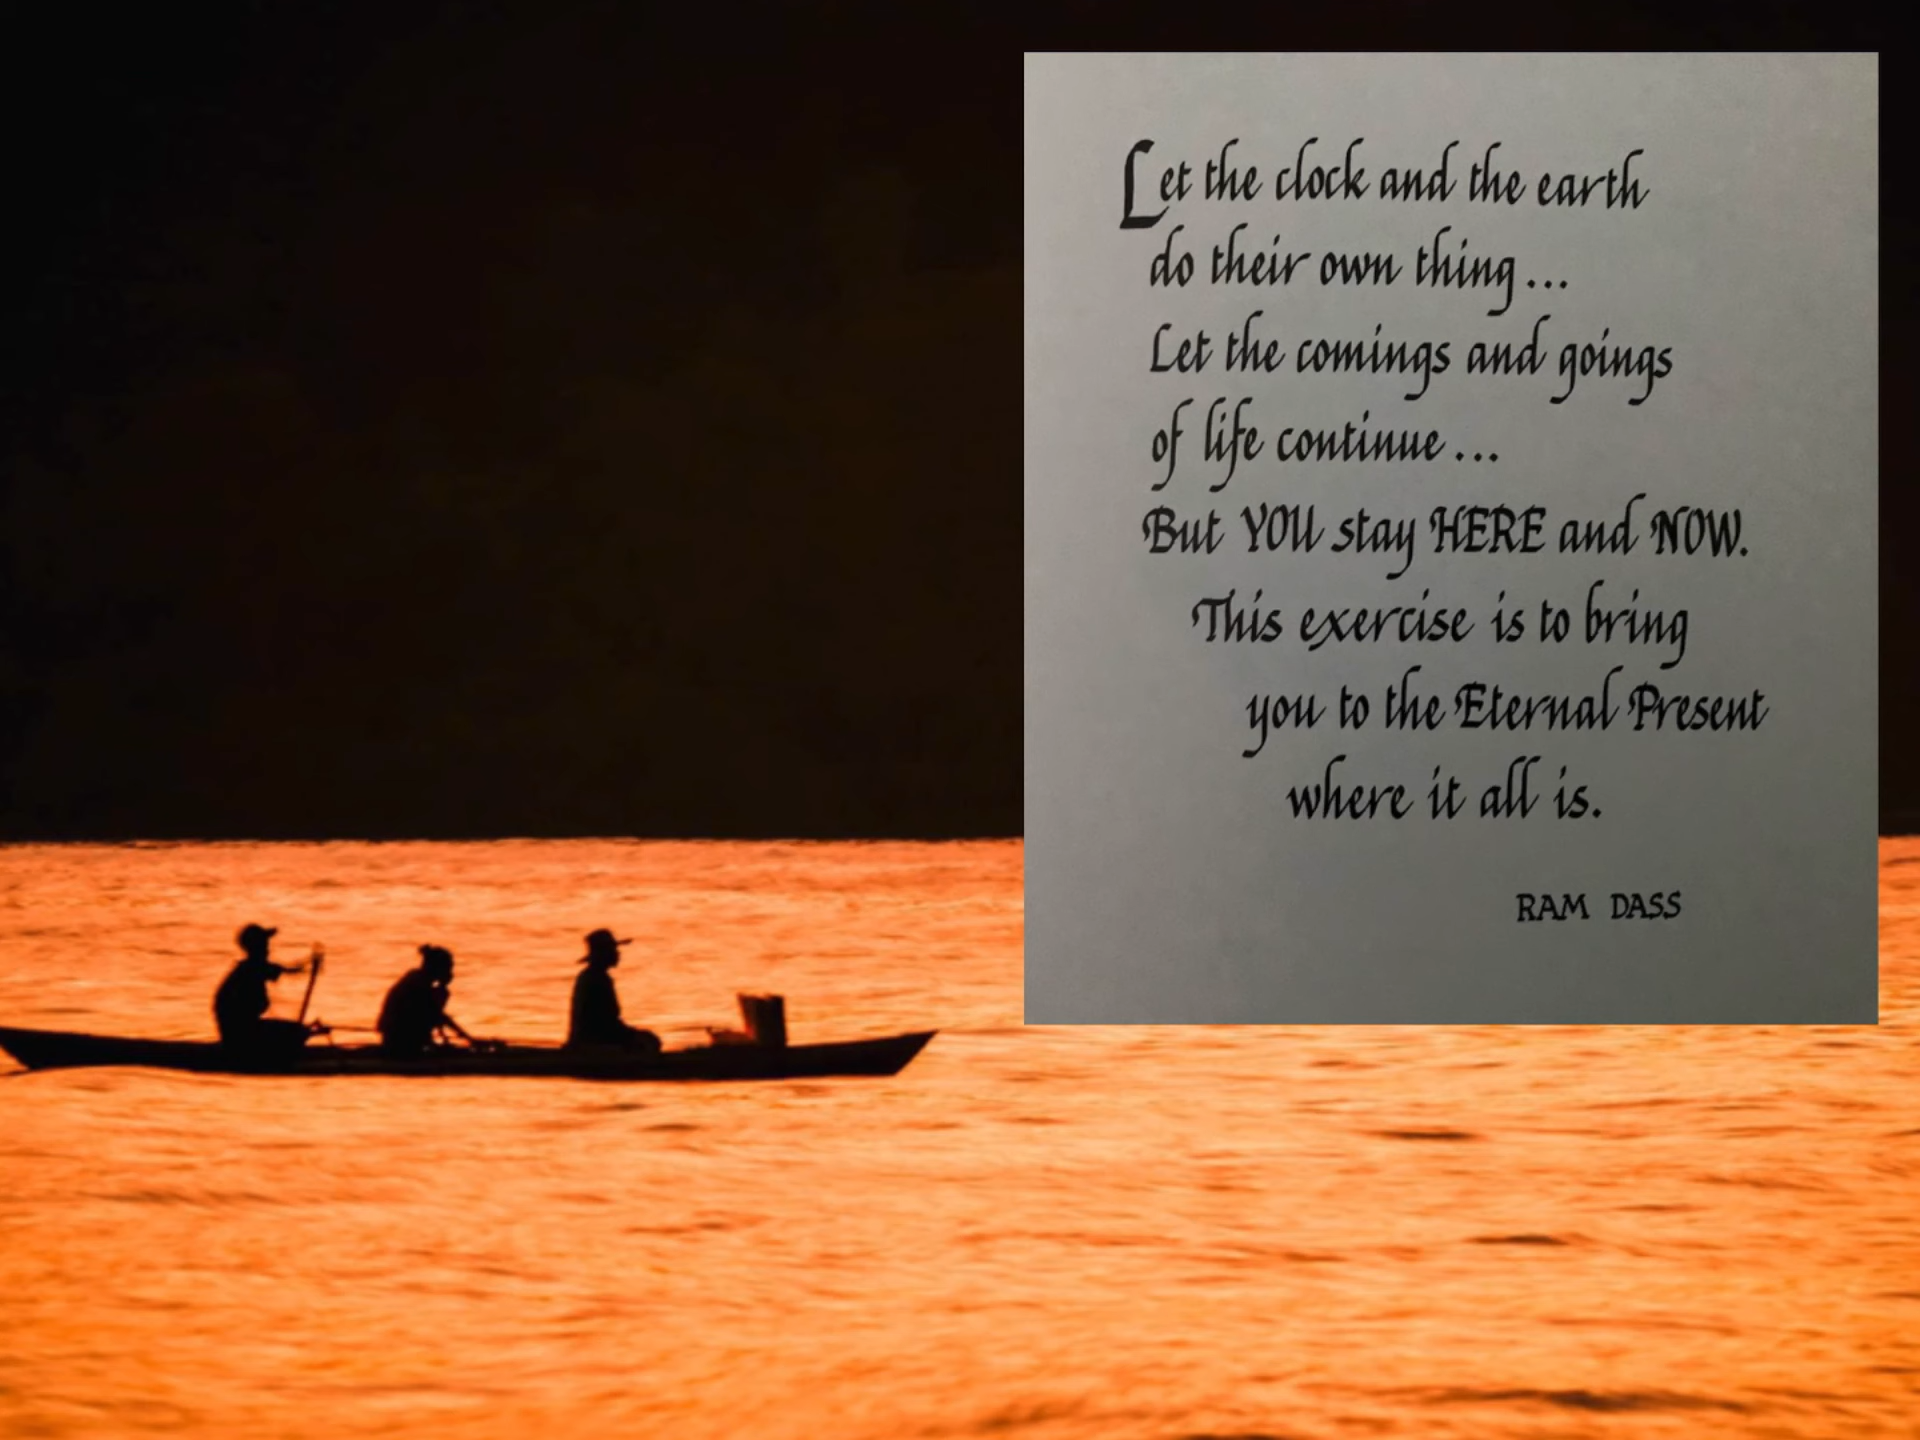 Let the clock and the earth
do their own thing...
Let the comings and goings
of life continue...
But YOU stay HERE and NOW.
This exercise is to bring
you to the Eternal Present
where it all is.
RAM DASS